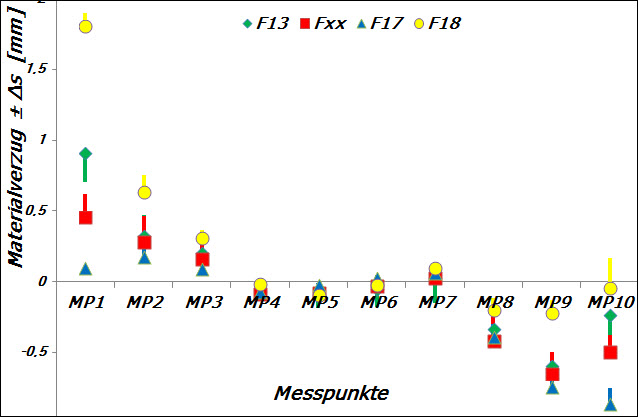 2
F13 Fxx F17 F18
1,5
1
0,5
0
-0,5
Materialverzug ± Δs [mm]
MP1 MP2 MP3 MP4 MP5 MP6 MP7 MP8 MP9 MP10
Messpunkte